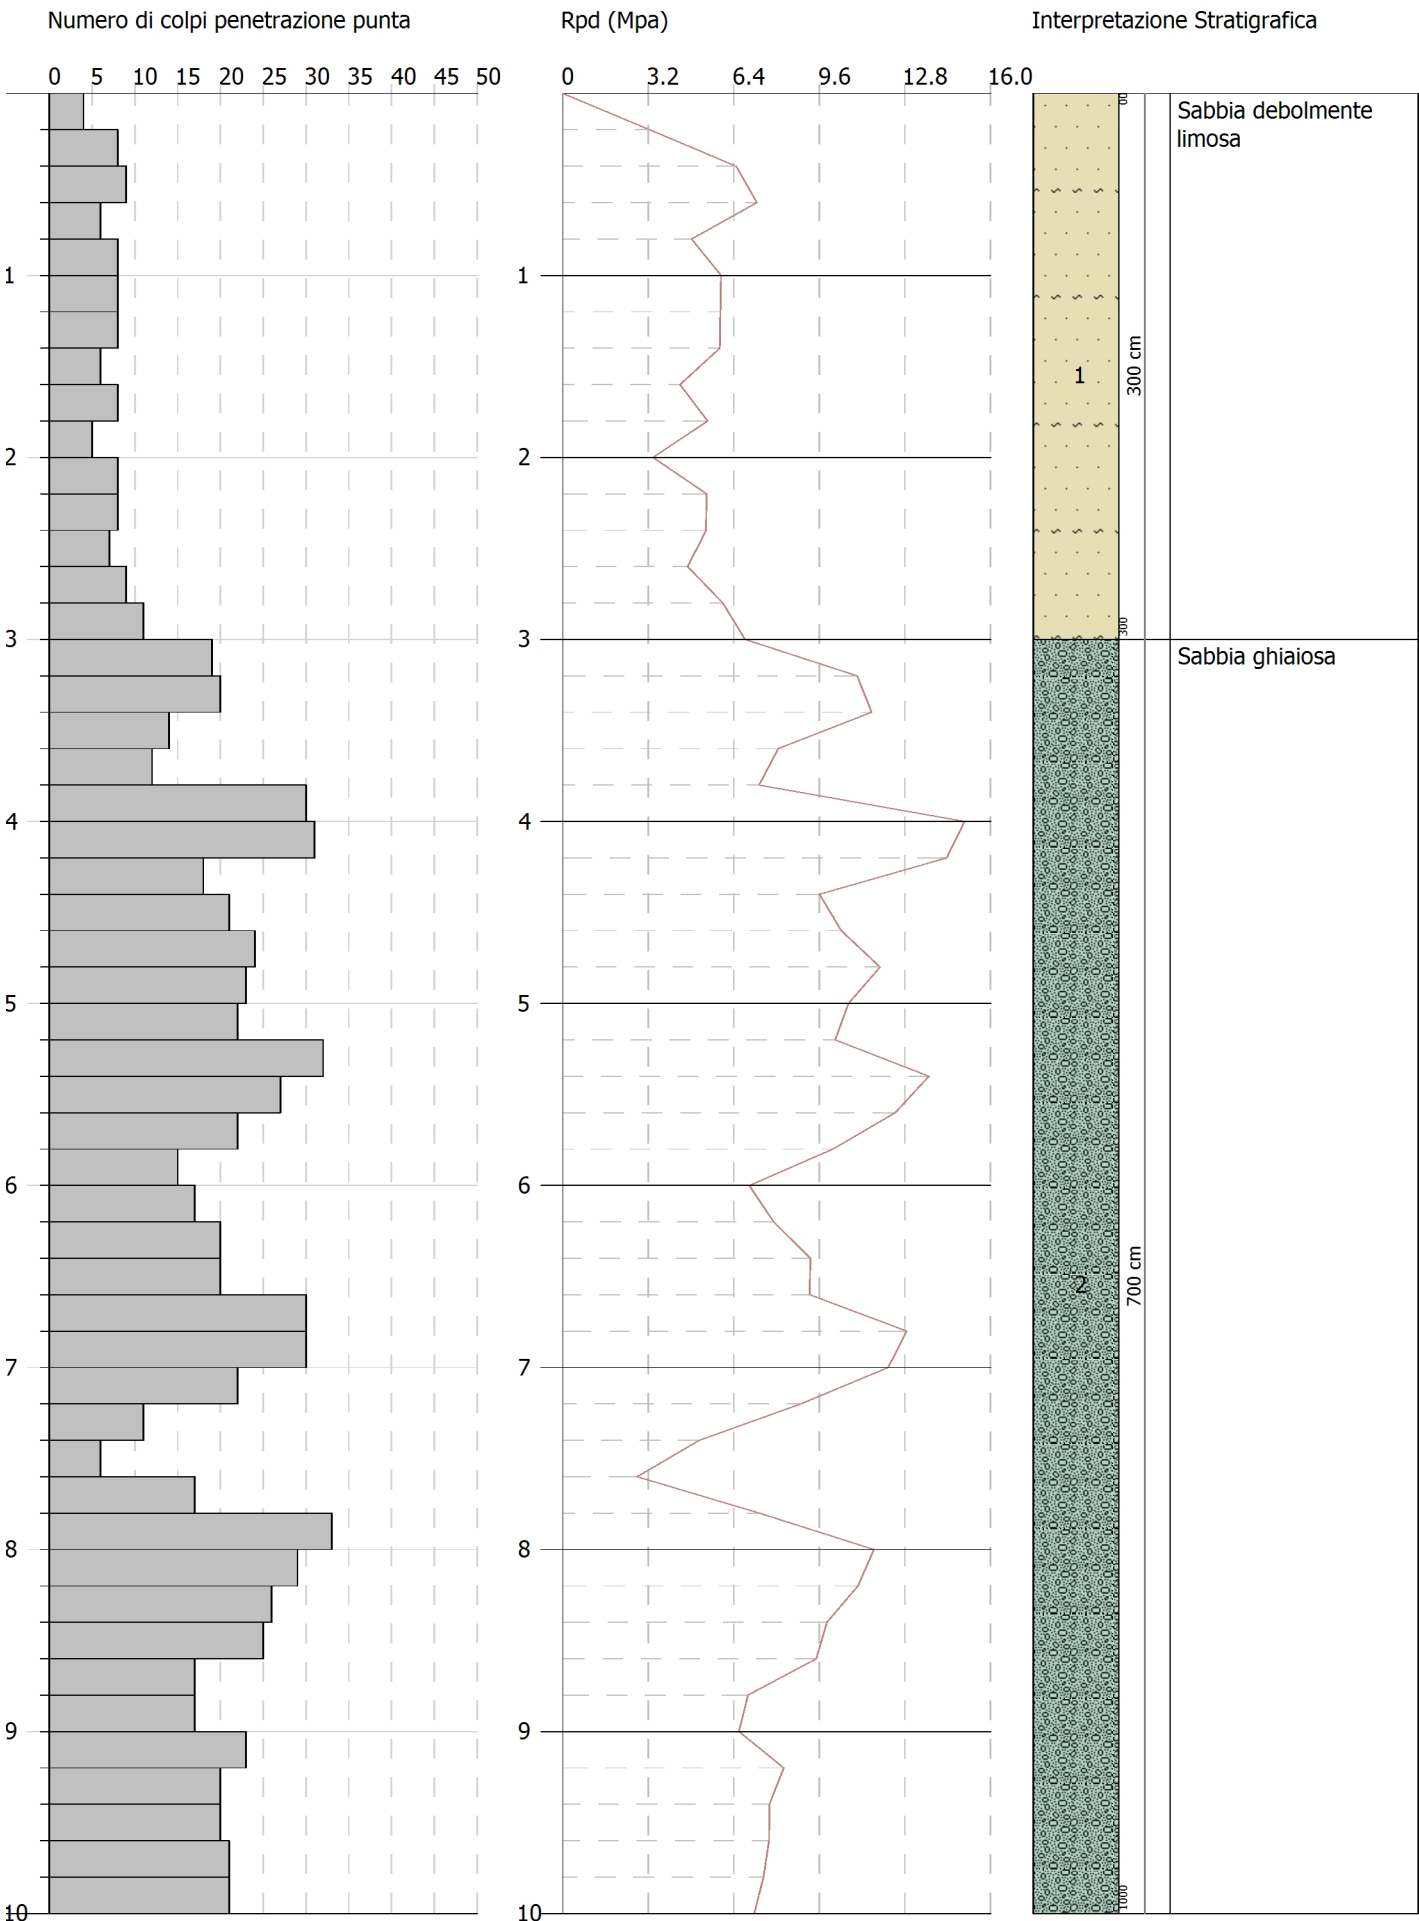 Numero di colpi penetrazione punta
Rpd (Mpa)
Interpretazione Stratigrafica
0 5 10 15 20 25 30 35 40 45 50
0 3.2 6.4 9.6 12.8 16.0
00
Sabbia debolmente
limosa
1
1
1
300 cm
2
2
300
3
3
Sabbia ghiaiosa
4
4
5
5
6
6
2
700 cm
7
7
8
8
9
9
1000
10
10